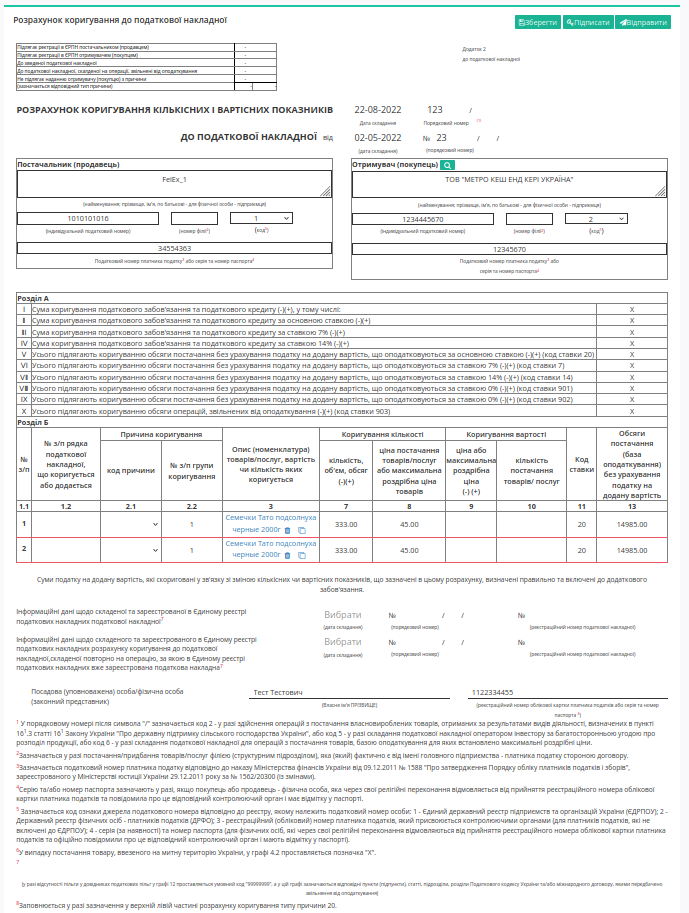 Розрахунок коригування до податкової накладної
Зберегти
Підписати
Відправити
Підлягає реєтрації в ЄРПН постачальником (продавцем) -
Підлягає реєтрації в ЄРПН отримувачем (покупцем) -
До зведеної податкової накладної -
До податкової накладної, складеної на операції, звільнені від оподаткування -
Не підлягає наданню отримувачу (покупцю) з причини -
(зазначається відповідний тип причини) - -
Додаток 2
до податкової накладної
РОЗРАХУНОК КОРИГУВАННЯ КІЛЬКІСНИХ І ВАРТІСНИХ ПОКАЗНИКІВ 22-08-2022 123 /
Дата складання Порядковий номер
ДО ПОДАТКОВОЇ НАКЛАДНОЇ від 02-05-2022 № 23 / /
(дата складання) (порядковий номер)
Постачальник (продавець)
FelEx_1
(найменування; прізвище, ім'я, по батькові - для фізичної особи - підприємця)
1010101016 1
(індивідуальний податковий номер) (номер філії²) (код⁵)
34554363
Податковий номер платника податку³ або серія та номер паспорта⁴
Отримувач (покупець)
ТОВ "МЕТРО КЕШ ЕНД КЕРІ УКРАЇНА"
(найменування; прізвище, ім'я, по батькові - для фізичної особи - підприємця)
1234445670 2
(індивідуальний податковий номер) (номер філії²) (код⁵)
12345670
Податковий номер платника податку³ або
серія та номер паспорта⁴
Розділ А
I Сума коригування податкового забов'язання та податкового кредиту (-)(+), у тому числі: X
II Сума коригування податкового забов'язання та податкового кредиту за основною ставкою (-)(+) X
III Сума коригування податкового забов'язання та податкового кредиту за ставкою 7% (-)(+) X
IV Сума коригування податкового забов'язання та податкового кредиту за ставкою 14% (-)(+) X
V Усього підлягають коригуванню обсяги постачання без урахування податку на додану вартість, що оподатковуються за основною ставкою (-)(+) (код ставки 20) X
VI Усього підлягають коригуванню обсяги постачання без урахування податку на додану вартість, що оподатковуються за ставкою 7% (-)(+) (код ставки 7) X
VII Усього підлягають коригуванню обсяги постачання без урахування податку на додану вартість, що оподатковуються за ставкою 14% (-)(+) (код ставки 14) X
VIII Усього підлягають коригуванню обсяги постачання без урахування податку на додану вартість, що оподатковуються за ставкою 0% (-)(+) (код ставки 901) X
IX Усього підлягають коригуванню обсяги постачання без урахування податку на додану вартість, що оподатковуються за ставкою 0% (-)(+) (код ставки 902) X
X Усього підлягають коригуванню обсяги операцій, звільнених від оподаткування (-)(+) (код ставки 903) X
Розділ Б
№ з/п
№ з/п рядка податкової накладної, що коригується або додається
Причина коригування
код причини
№ з/п групи коригування
Опис (номенклатура) товарів/послуг, вартість чи кількість яких коригується
Коригування кількості
кількість, об'єм, обсяг (-)(+)
ціна постачання товарів/послуг або максимальна роздрібна ціна товарів
Коригування вартості
ціна або максимальна роздрібна ціна (-) (+)
кількість постачання товарів/ послуг
Код ставки
Обсяги постачання (база оподаткування) без урахування податку на додану вартість
1.1 1.2 2.1 2.2 3 7 8 9 10 11 13
1 1 Семечки Тато подсолнуха черные 2000г 333.00 45.00 20 14985.00
2 1 Семечки Тато подсолнуха черные 2000г 333.00 45.00 20 14985.00
Суми податку на додану вартість, які скориговані у зв'язку зі зміною кількісних чи вартісних показників, що зазначені в цьому розрахунку, визначені правильно та включені до додаткового
забов'язання.
Інформаційні дані щодо складеної та зареєстрованої в Єдиному реєстрі
податкових накладних податкової накладної⁷
Вибрати № / / №
(дата складання) (порядковий номер) (реєстраційний номер податкової накладної)
Інформаційні дані щодо складеного та зареєстрованого в Єдиному реєстрі
податкових накладних розрахунку коригування до податкової
накладної,складеної повторно на операцію, за якою в Єдиному реєстрі
податкових накладних вже зареєстрована податкова накладна⁷
Вибрати № / / №
(дата складання) (порядковий номер) (реєстраційний номер податкової накладної)
Посадова (уповноважена) особа/фізична особа
(законний представник)
Тест Тестович
(Власне ім'я ПРІЗВИЩЕ)
1122334455
(реєстраційний номер облікової картки платника податків або серія та номер
паспорта ⁴)
¹ У порядковому номері після символа "/" зазначається код 2 - у разі здійснення операцій з постачання власновироблених товарів, отриманих за результатами видів діяльності, визначених в пункті
16¹.3 статті 16¹ Закону України "Про державну підтримку сільського господарства України", або код 5 - у разі складання податкової накладної оператором інвестору за багатосторонньою угодою про
розподіл продукції, або код 6 - у разі складання податкової накладної для операцій з постачання товарів, базою оподаткування для яких встановлено максимальні роздрібні ціни.
²Зазначається у разі постачання/придбання товарів/послуг філією (структурним підрозділом), яка (який) фактично є від імені головного підприємства - платника податку стороною договору.
³Зазначається податковий номер платника податку відповідно до наказу Міністерства фінансів України від 09.12.2011 № 1588 "Про затвердження Порядку обліку платників податків і зборів",
зареєстрованого у Міністерстві юстиції України 29.12.2011 року за № 1562/20300 (із змінами).
⁴Серію та/або номер паспорта зазначають у разі, якщо покупець або продавець - фізична особа, яка через свої релігійні переконання відмовляється від прийняття реєстраційного номера облікової
картки платника податків та повідомила про це відповідний контролюючий орган і має відмітку у паспорті.
⁵ Зазначається код ознаки джерела податкового номера відповідно до реєстру, якому належить податковий номер особи: 1 - Єдиний державний реєстр підприємств та організацій України (ЄДРПОУ); 2 -
Державний реєстр фізичних осіб - платників податків (ДРФО); 3 - реєстраційний (обліковий) номер платника податків, який присвоюється контролюючими органами (для платників податків, які не
включені до ЄДРПОУ); 4 - серія (за наявності) та номер паспорта (для фізичних осіб, які через свої релігійні переконання відмовляються від прийняття реєстраційного номера облікової картки платника
податків та офіційно повідомили про це відповідний контролюючий орган і мають відмітку у паспорті).
⁶У випадку постачання товару, ввезеного на митну територію України, у графі 4.2 проставляється позначка "X".
7
(у разі відсутності пільги у довідниках податкових пільг у графі 12 проставляється умовний код "99999999", а у цій графі зазначаються відповідні пункти (підпункти), статті, підрозділи, розділи Податкового кодексу України та/або міжнародного договору, якими передбачено
звільнення від оподаткування)
⁸Заповнюється у разі зазначення у верхній лівій частині розрахунку коригування типу причини 20.